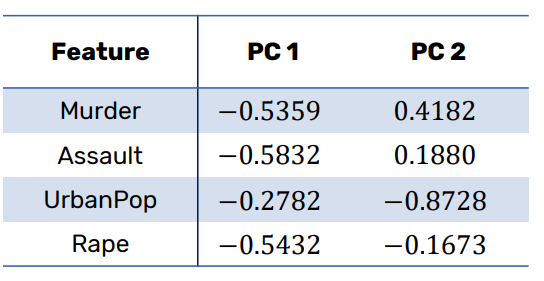 Feature PC 1 PC 2
Murder −0.5359 0.4182
Assault −0.5832 0.1880
UrbanPop −0.2782 −0.8728
Rape −0.5432 −0.1673